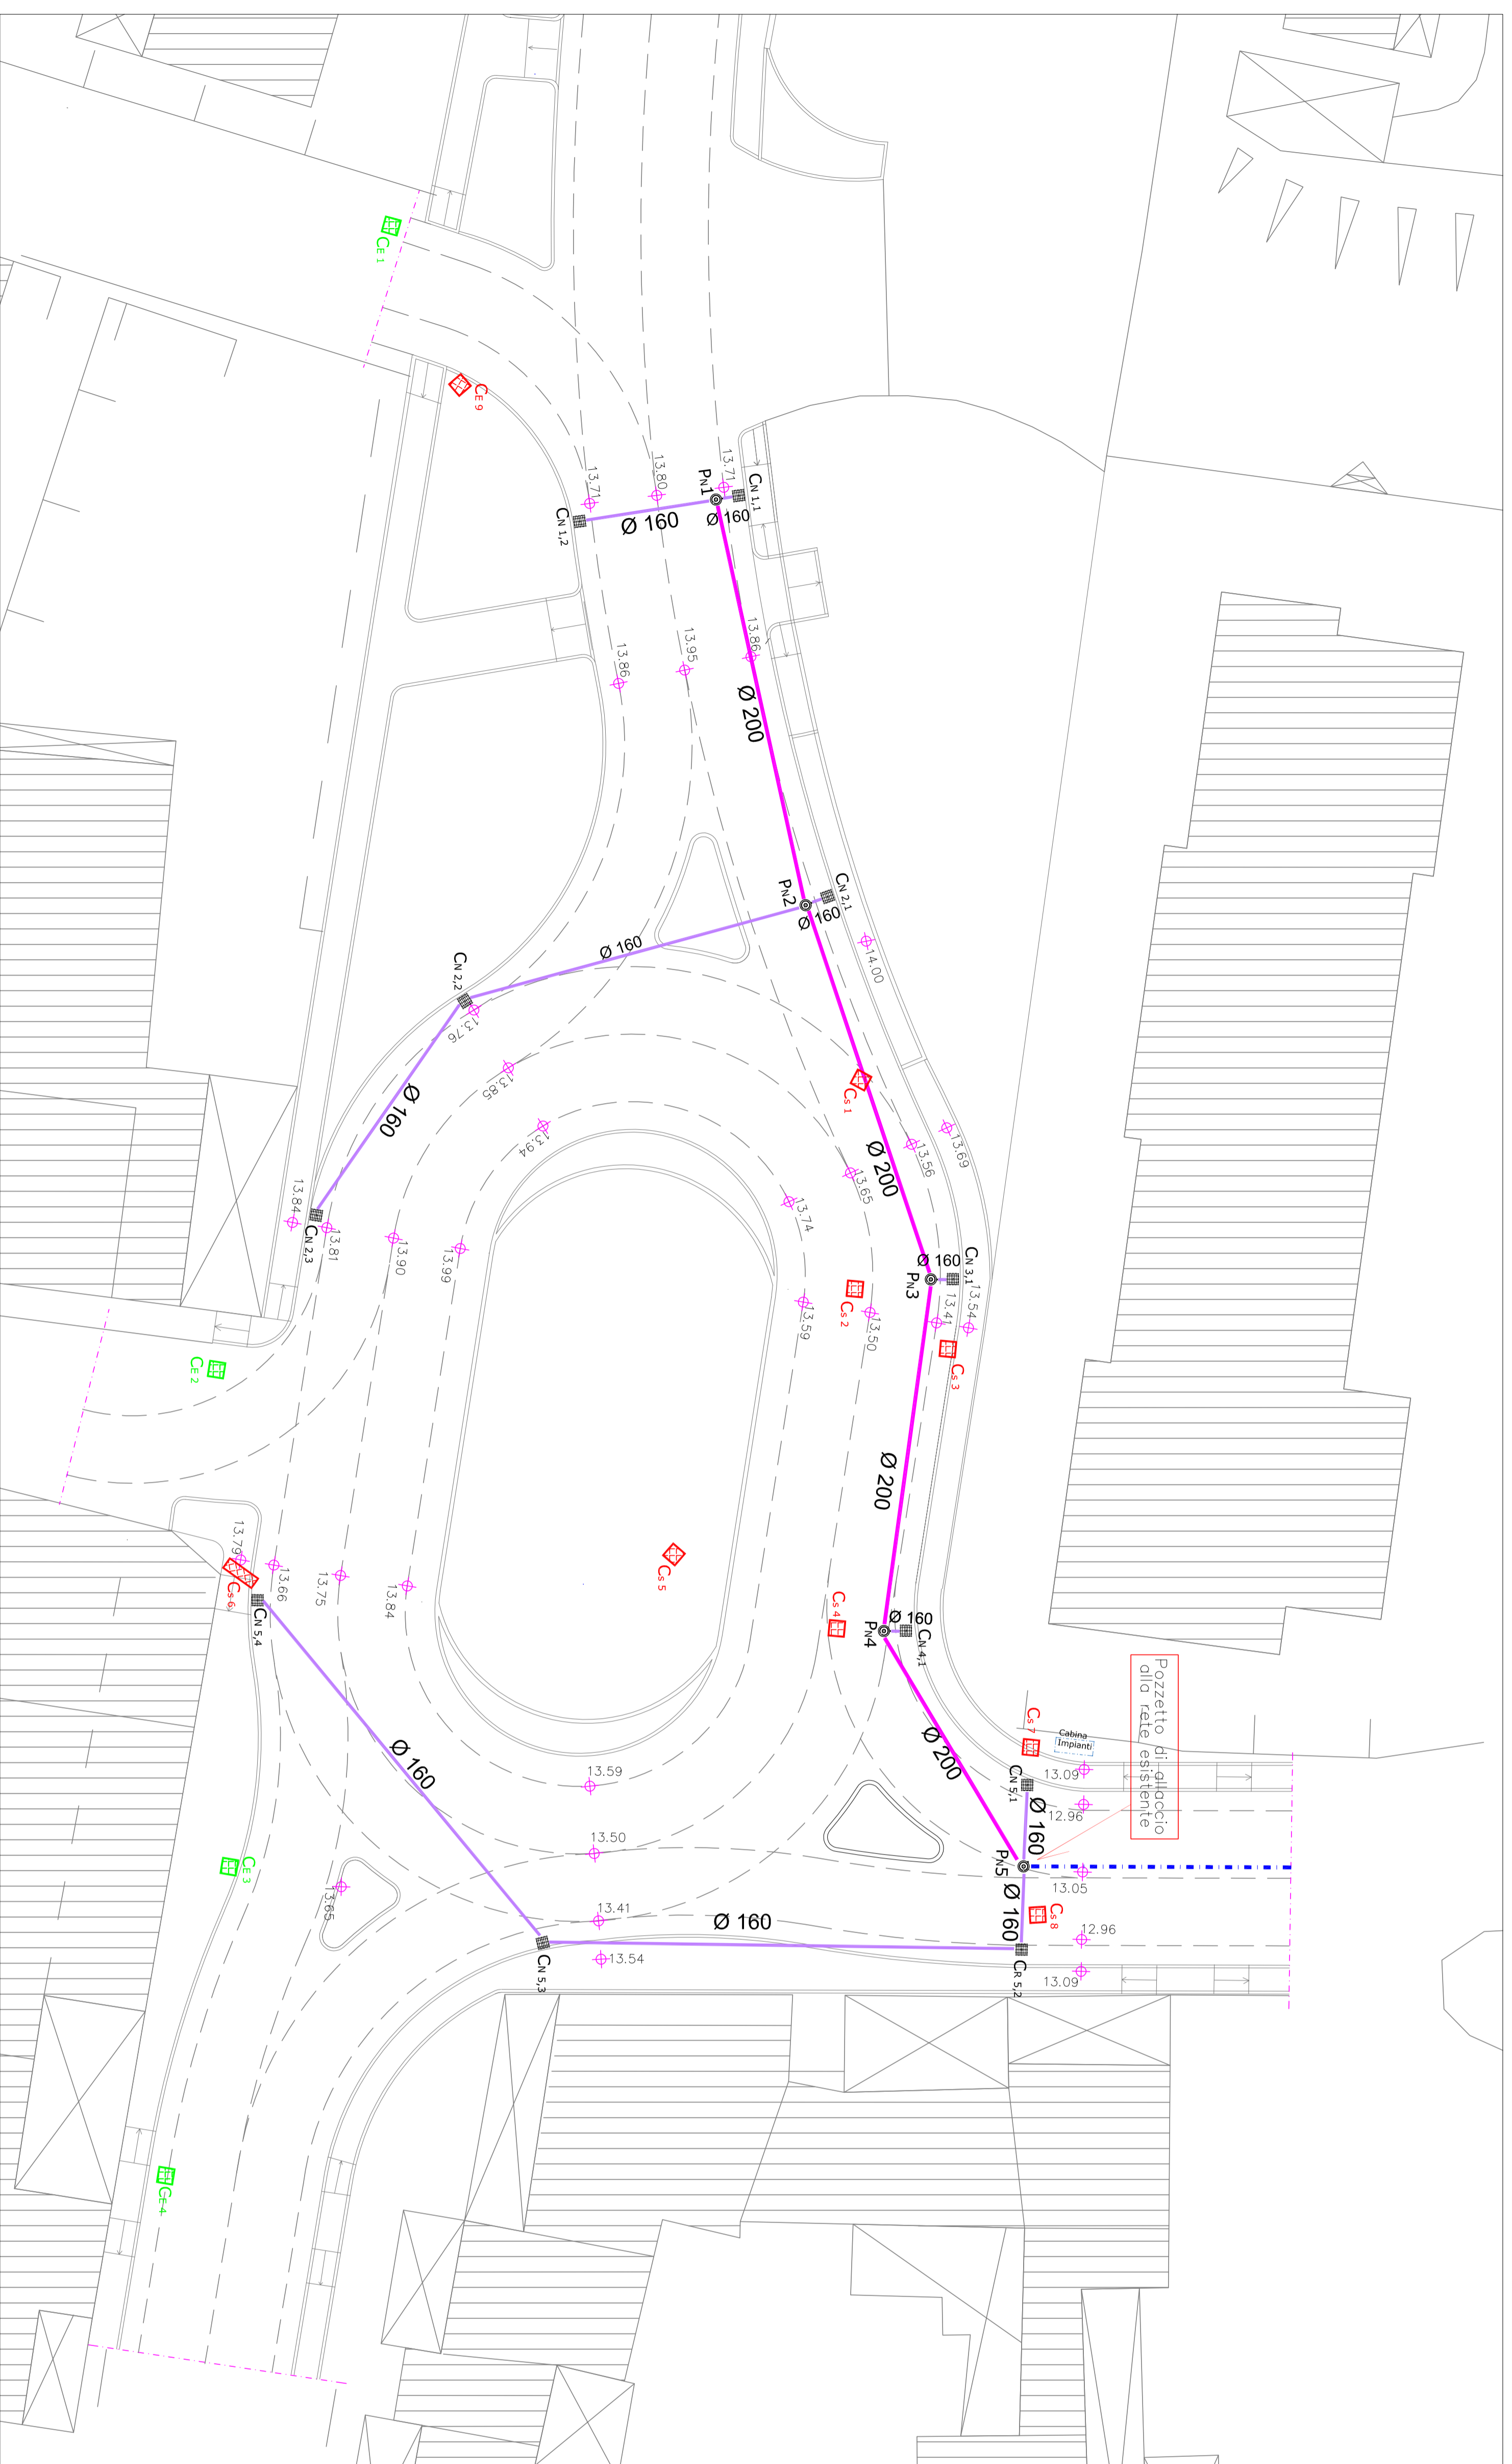 CE 1
CE 9
13.71
13.80
13.71
PN1
CN 1,1
Ø 160
Ø 160
CN 1,2
13.86
13.95
13.86
Ø 200
CN 2,1
PN2
Ø 160
14.00
Ø 160
CN 2,2
13.76
13.85
13.94
Cs 1
13.69
13.56
Ø 200
13.65
13.74
Ø 160
13.84
13.81
CN 2,3
13.90
13.99
Ø 160
CN 3,1
PN3
13.54
13.41
13.50
13.59
Cs 2
Cs 3
CE 2
Ø 200
13.79
Cs 6
13.66
13.75
13.84
CN 5,4
Cs 5
Cs 4
Ø 160
PN4
CN 4,1
Pozzetto di allaccio
alla rete esistente
Cs 7
Cabina
Impianti
13.09
12.96
CN 5,1
Ø 200
Ø 160
Ø 160
13.59
13.50
CE 3
13.65
PN5
13.05
Ø 160
Cs 8
13.41
Ø 160
12.96
13.54
CN 5,3
CR 5,2
13.09
CE 4